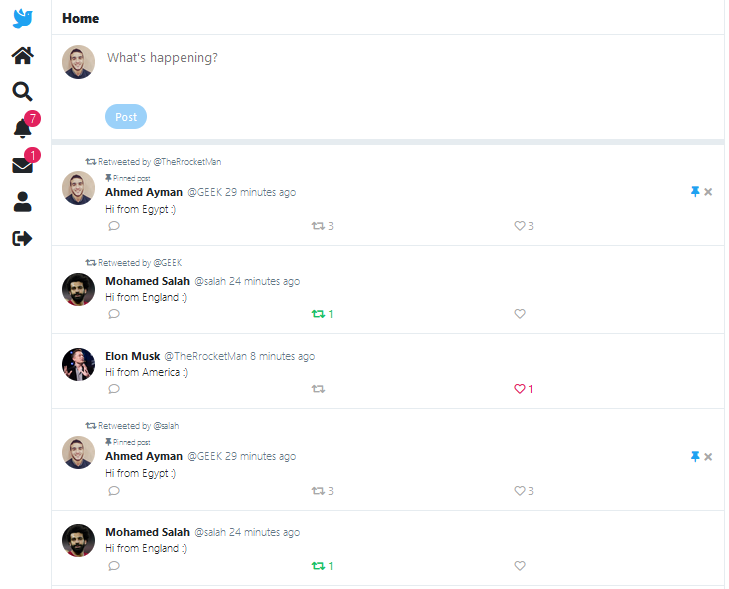 Home
What's happening?
7
Post
1
Retweeted by @TheRrocketMan
Pinned post
Ahmed Ayman @GEEK 29 minutes ago
Hi from Egypt :)
3 3
Retweeted by @GEEK
Mohamed Salah @salah 24 minutes ago
Hi from England :)
1
Elon Musk @TheRrocketMan 8 minutes ago
Hi from America :)
1
Retweeted by @salah
Pinned post
Ahmed Ayman @GEEK 29 minutes ago
Hi from Egypt :)
3 3
Mohamed Salah @salah 24 minutes ago
Hi from England :)
1